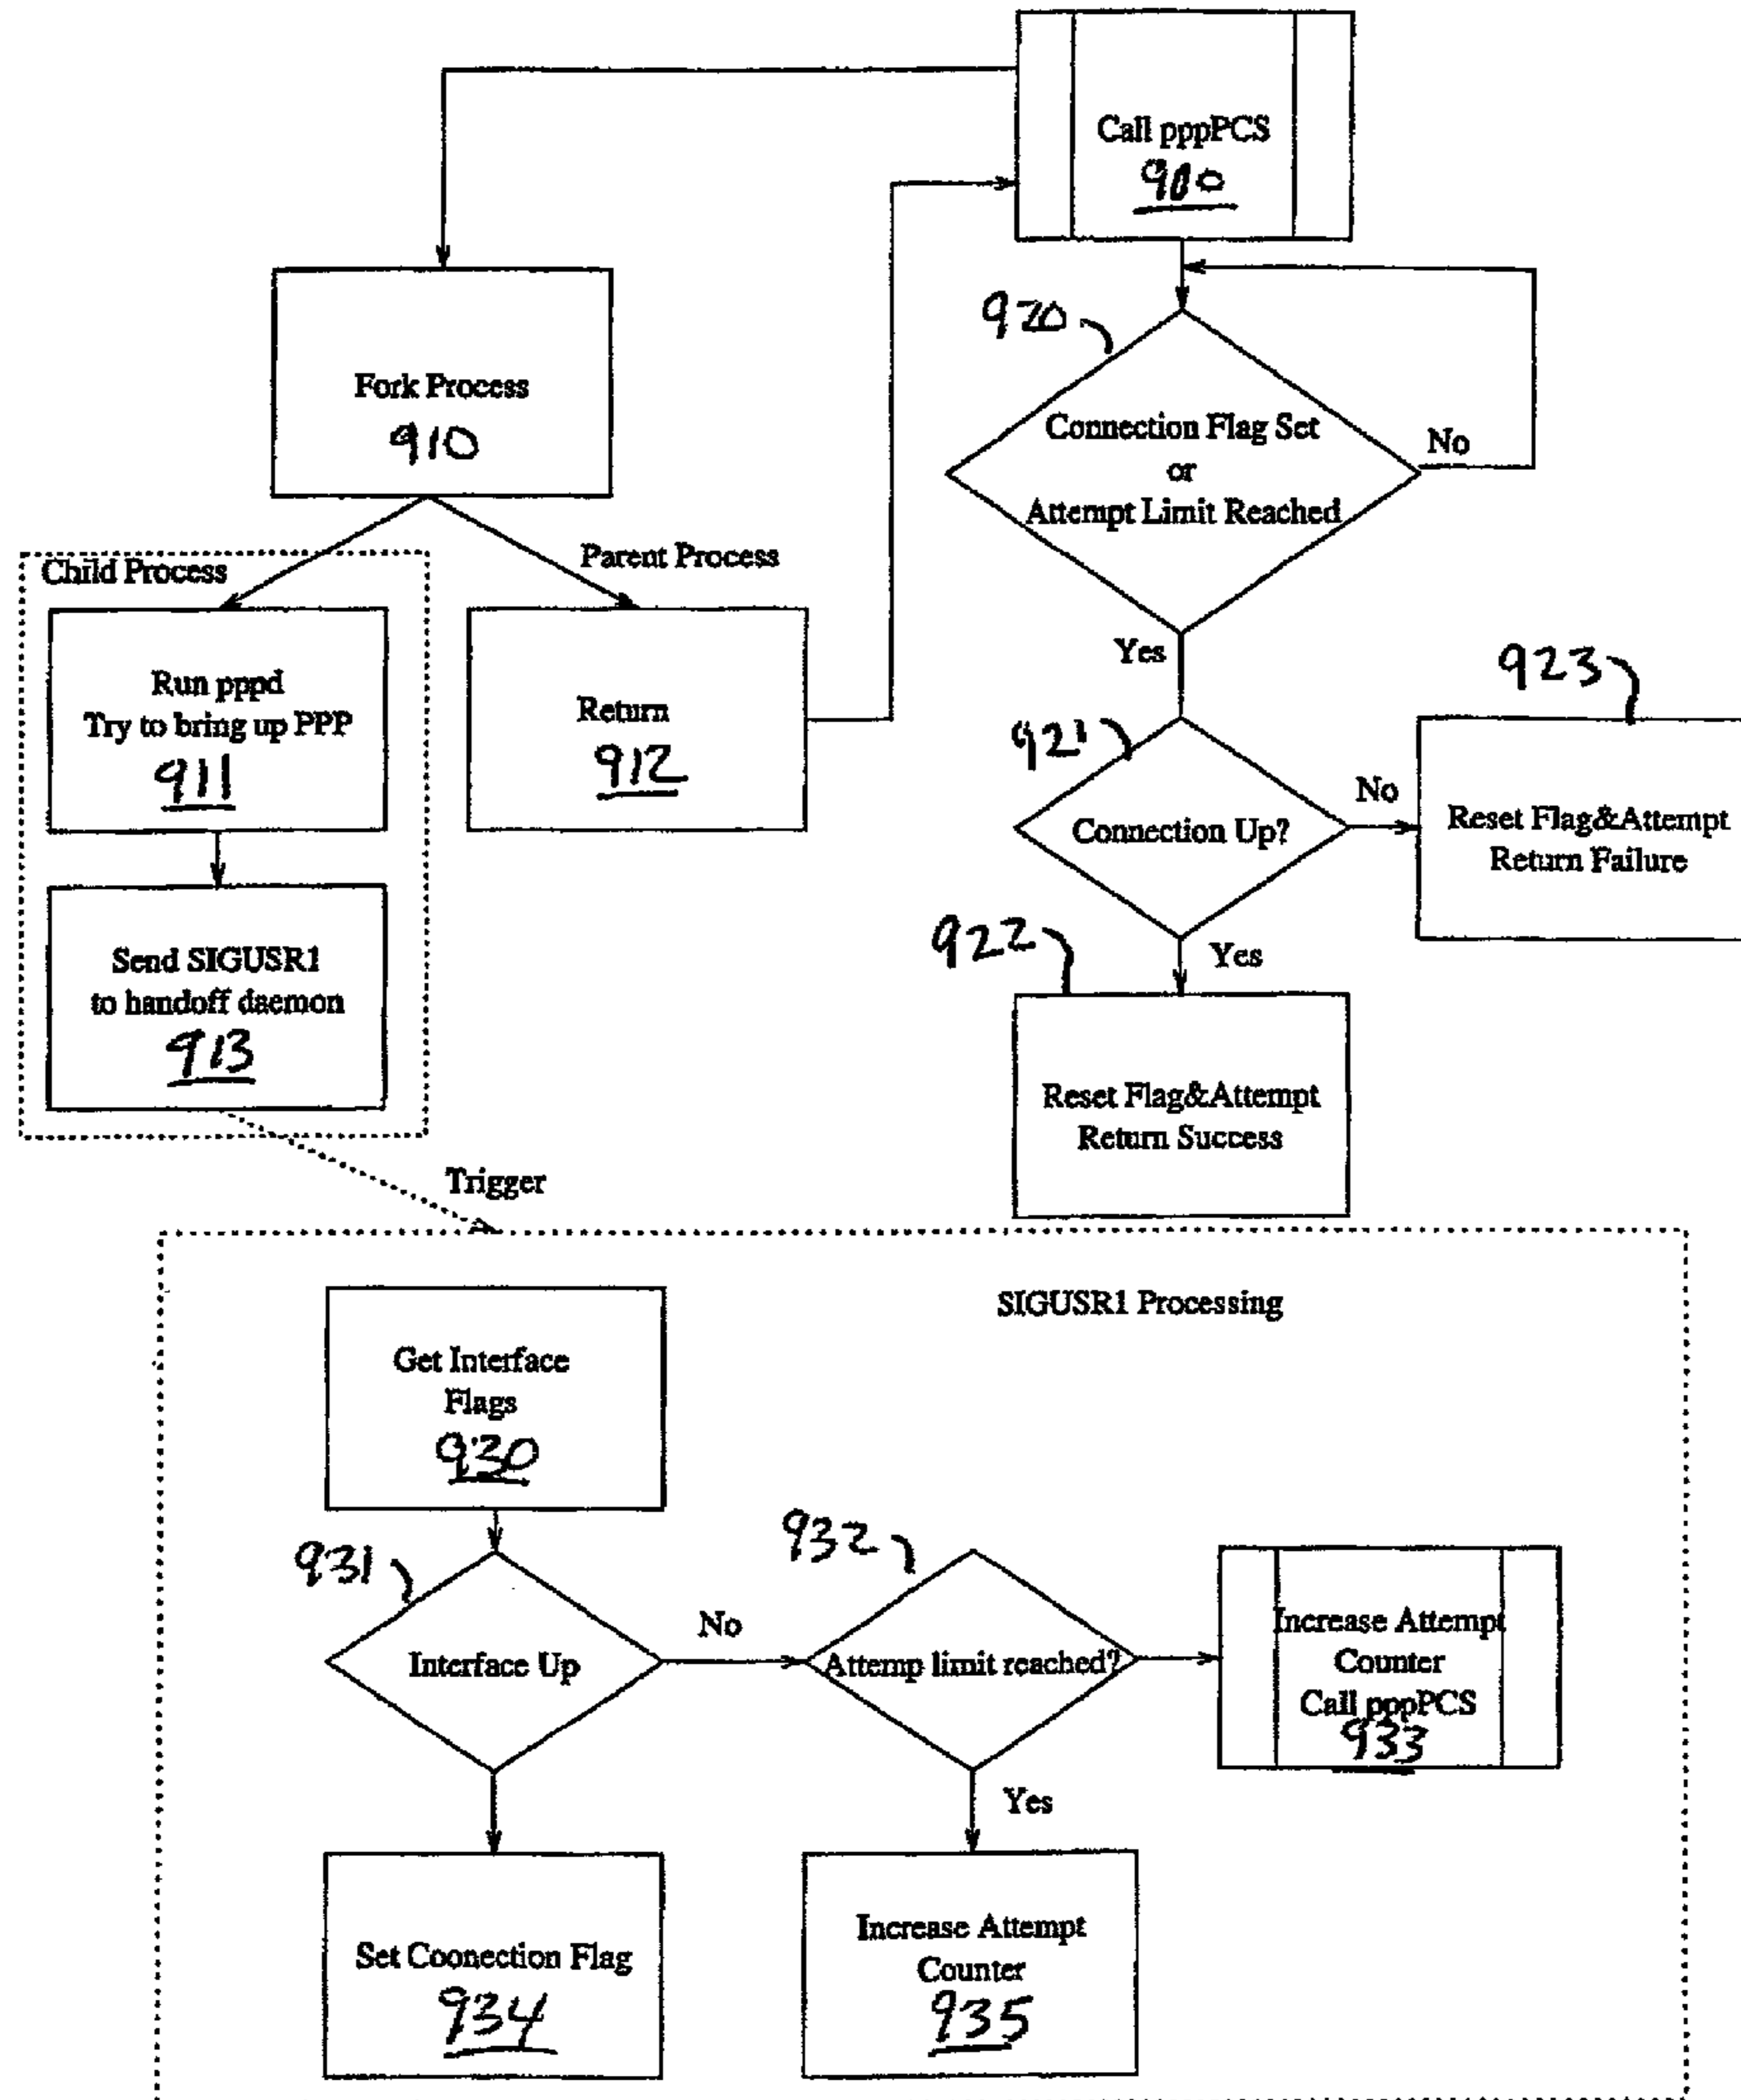 Call pppPCS
900
Fork Process
910
920
Connection Flag Set
or
Attempt Limit Reached
No
Child Process
Parent Process
Run pppd
Try to bring up PPP
911
Return
912
Yes
921
Connection Up?
No
923
Reset Flag&Attempt
Return Failure
Send SIGUSR1
to handoff daemon
913
922
Yes
Reset Flag&Attempt
Return Success
Trigger
SIGUSR1 Processing
Get Interface
Flags
930
931
Interface Up
No
932
Attemp limit reached?
Increase Attempt
Counter
Call pppPCS
933
Yes
Set Coonection Flag
934
Increase Attempt
Counter
935